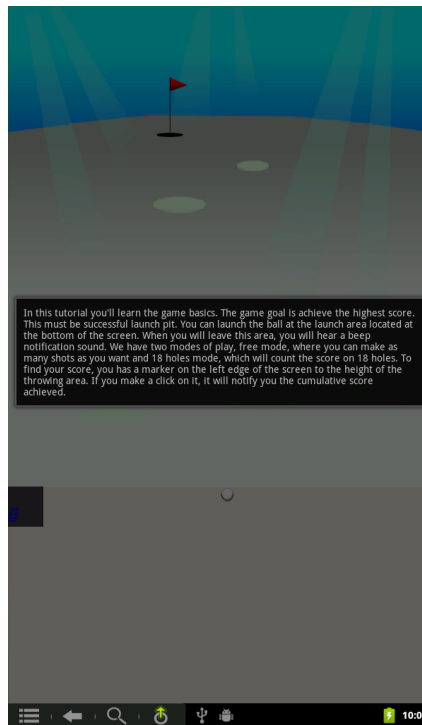 In this tutorial you'll learn the game basics. The game goal is achieve the highest score.
This must be successful launch pit. You can launch the ball at the launch area located at
the bottom of the screen. When you will leave this area, you will hear a beep
notification sound. We have two modes of play, free mode, where you can make as
many shots as you want and 18 holes mode, which will count the score on 18 holes. To
find your score, you has a marker on the left edge of the screen to the height of the
throwing area. If you make a click on it, it will notify you the cumulative score
achieved.